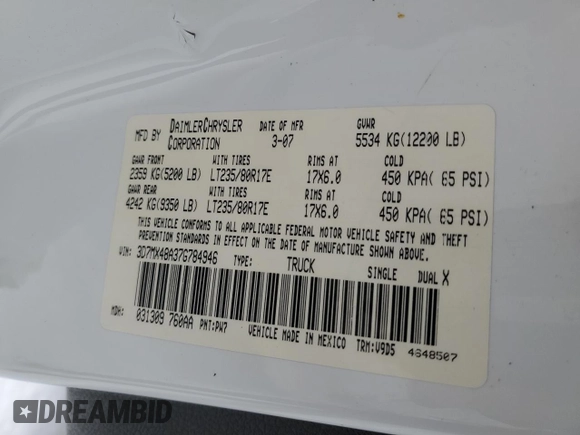 MFD BY DAIMLERCHRYSLER CORPORATION DATE OF MFR 3-07 GVWR 5534 KG(12200 LB)
GAWR FRONT WITH TIRES RIMS AT COLD
2359 KG(5200 LB) LT235/80R17E 17X6.0 450 KPA( 65 PSI)
GAWR REAR WITH TIRES RIMS AT COLD
4242 KG(9350 LB) LT235/80R17E 17X6.0 450 KPA( 65 PSI)
THIS VEHICLE CONFORMS TO ALL APPLICABLE FEDERAL MOTOR VEHICLE SAFETY AND THEFT
PREVENTION STANDARDS IN EFFECT ON THE DATE OF MANUFACTURE SHOWN ABOVE.
VIN: 3D7MX48A37G784946 TYPE: TRUCK SINGLE DUAL X
MDH: 031309 760AA PNT:PW7 VEHICLE MADE IN MEXICO TRM:V9D5 4648507
DREAMBID